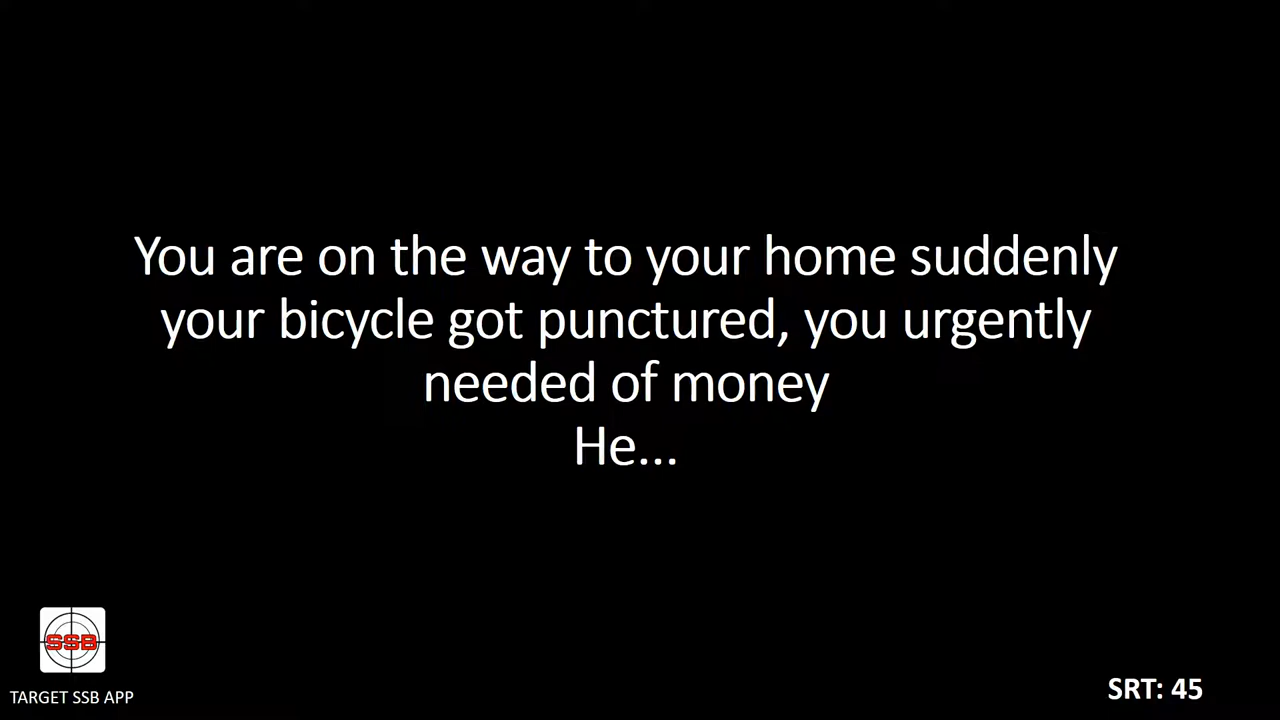 You are on the way to your home suddenly
your bicycle got punctured, you urgently
needed of money
He...
SSB
TARGET SSB APP
SRT: 45